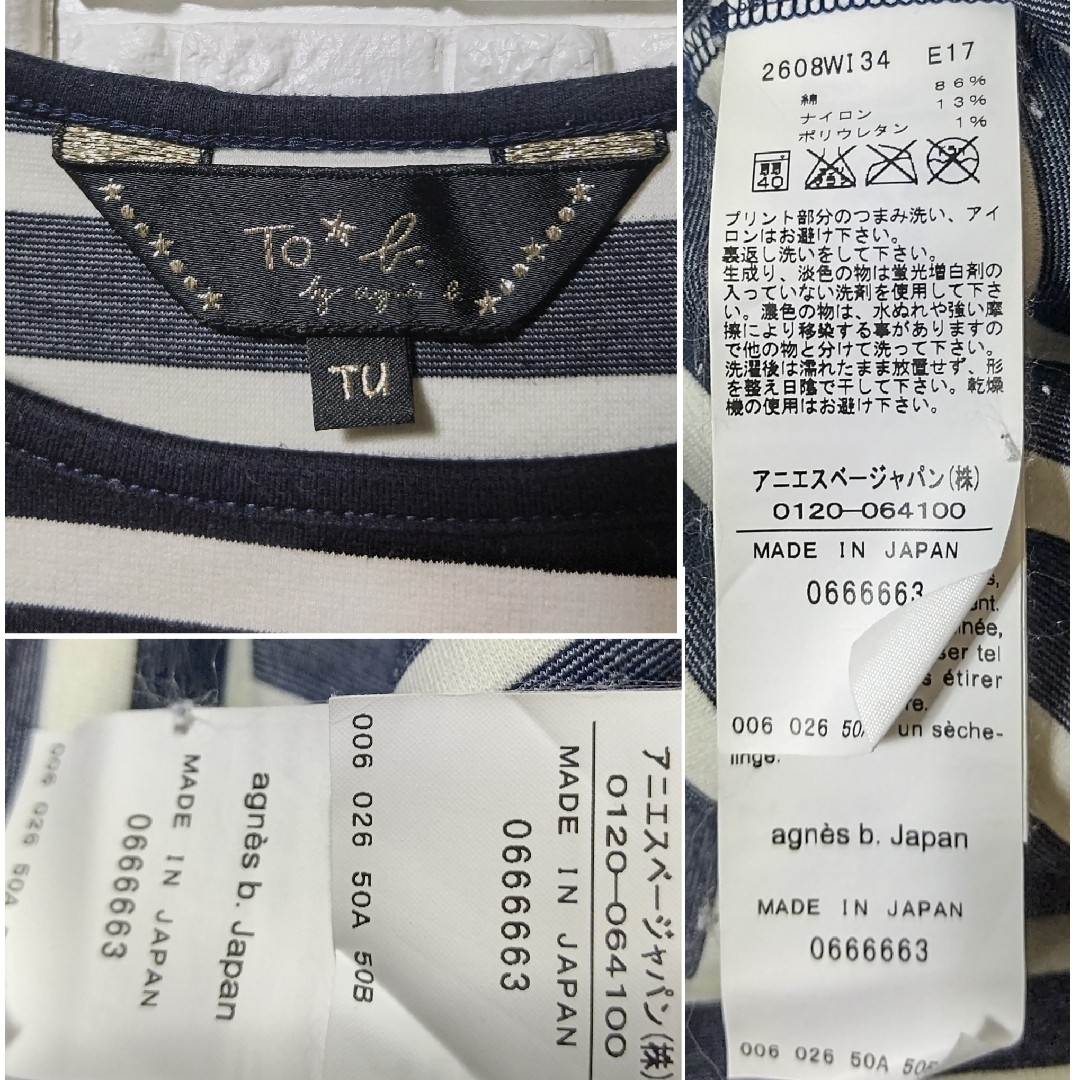 To * b.
by agnès b.
TU
2608WI34 E17
綿 86%
ナイロン 13%
ポリウレタン 1%
40
プリント部分のつまみ洗い、アイ
ロンはお避け下さい。
裏返し洗いをして下さい。
生成り、淡色の物は蛍光増白剤の
入っていない洗剤を使用して下さ
い。濃色の物は、水ぬれや強い摩
擦により移染する事がありますの
で他の物と分けて洗って下さい。
洗濯後は濡れたまま放置せず、形
を整え日陰で干して下さい。乾燥
機の使用はお避け下さい。
アニエスベージャパン(株)
0120-064100
MADE IN JAPAN
0666663
tel
étirer
006 026 50
un sèche-
linge.
agnès b. Japan
MADE IN JAPAN
0666663
006 026 50A 50
アニエスベージャパン(株)
0120-064100
MADE IN JAPAN
0666663
006 026 50A 50B
agnès b. Japan
MADE IN JAPAN
0666663
006 026 50A